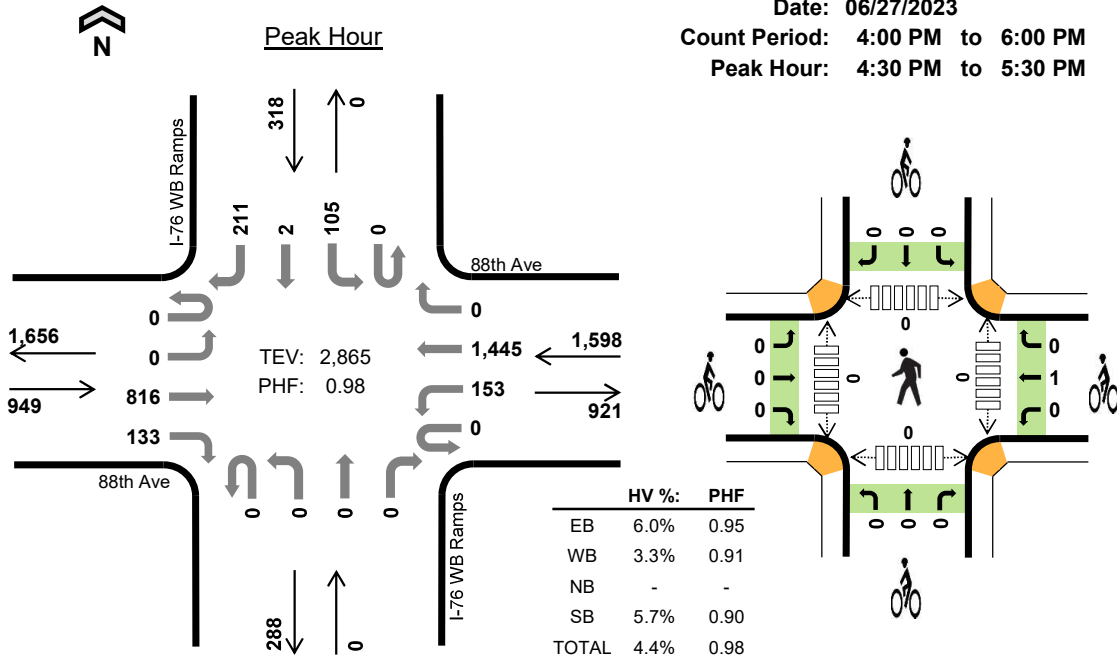 Date: 06/27/2023
Count Period: 4:00 PM to 6:00 PM
Peak Hour: 4:30 PM to 5:30 PM
N
Peak Hour
318
0
I-76 WB Ramps
211
2
105
0
88th Ave
0
0
816
133
1,656
949
TEV: 2,865
PHF: 0.98
0
1,445
153
0
1,598
921
88th Ave
0
0
0
0
I-76 WB Ramps
288
0
HV %: PHF
EB 6.0% 0.95
WB 3.3% 0.91
NB - -
SB 5.7% 0.90
TOTAL 4.4% 0.98
0 0 0
0
0
0
0
0
0
0
1
0
0
0
0 0 0